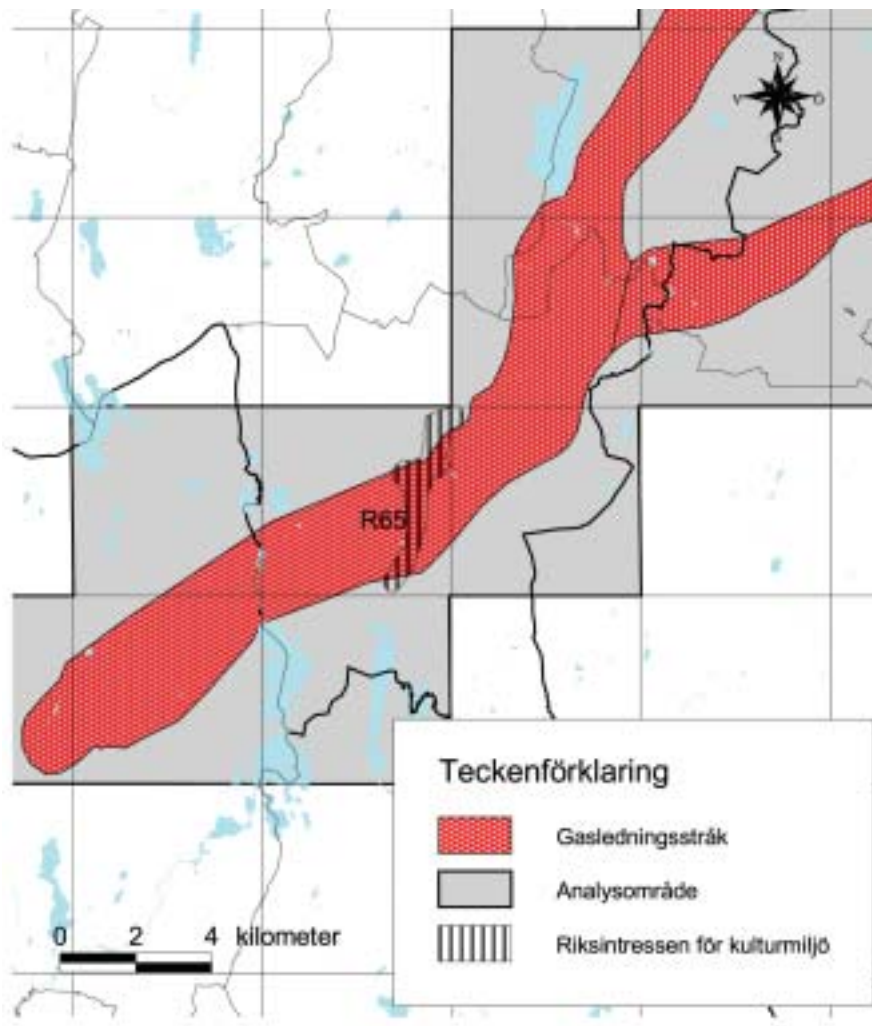 N
V
O
R65
Teckenförklaring
Gasledningsstråk
Analysområde
Riksintressen för kulturmiljö
0 2 4 kilometer